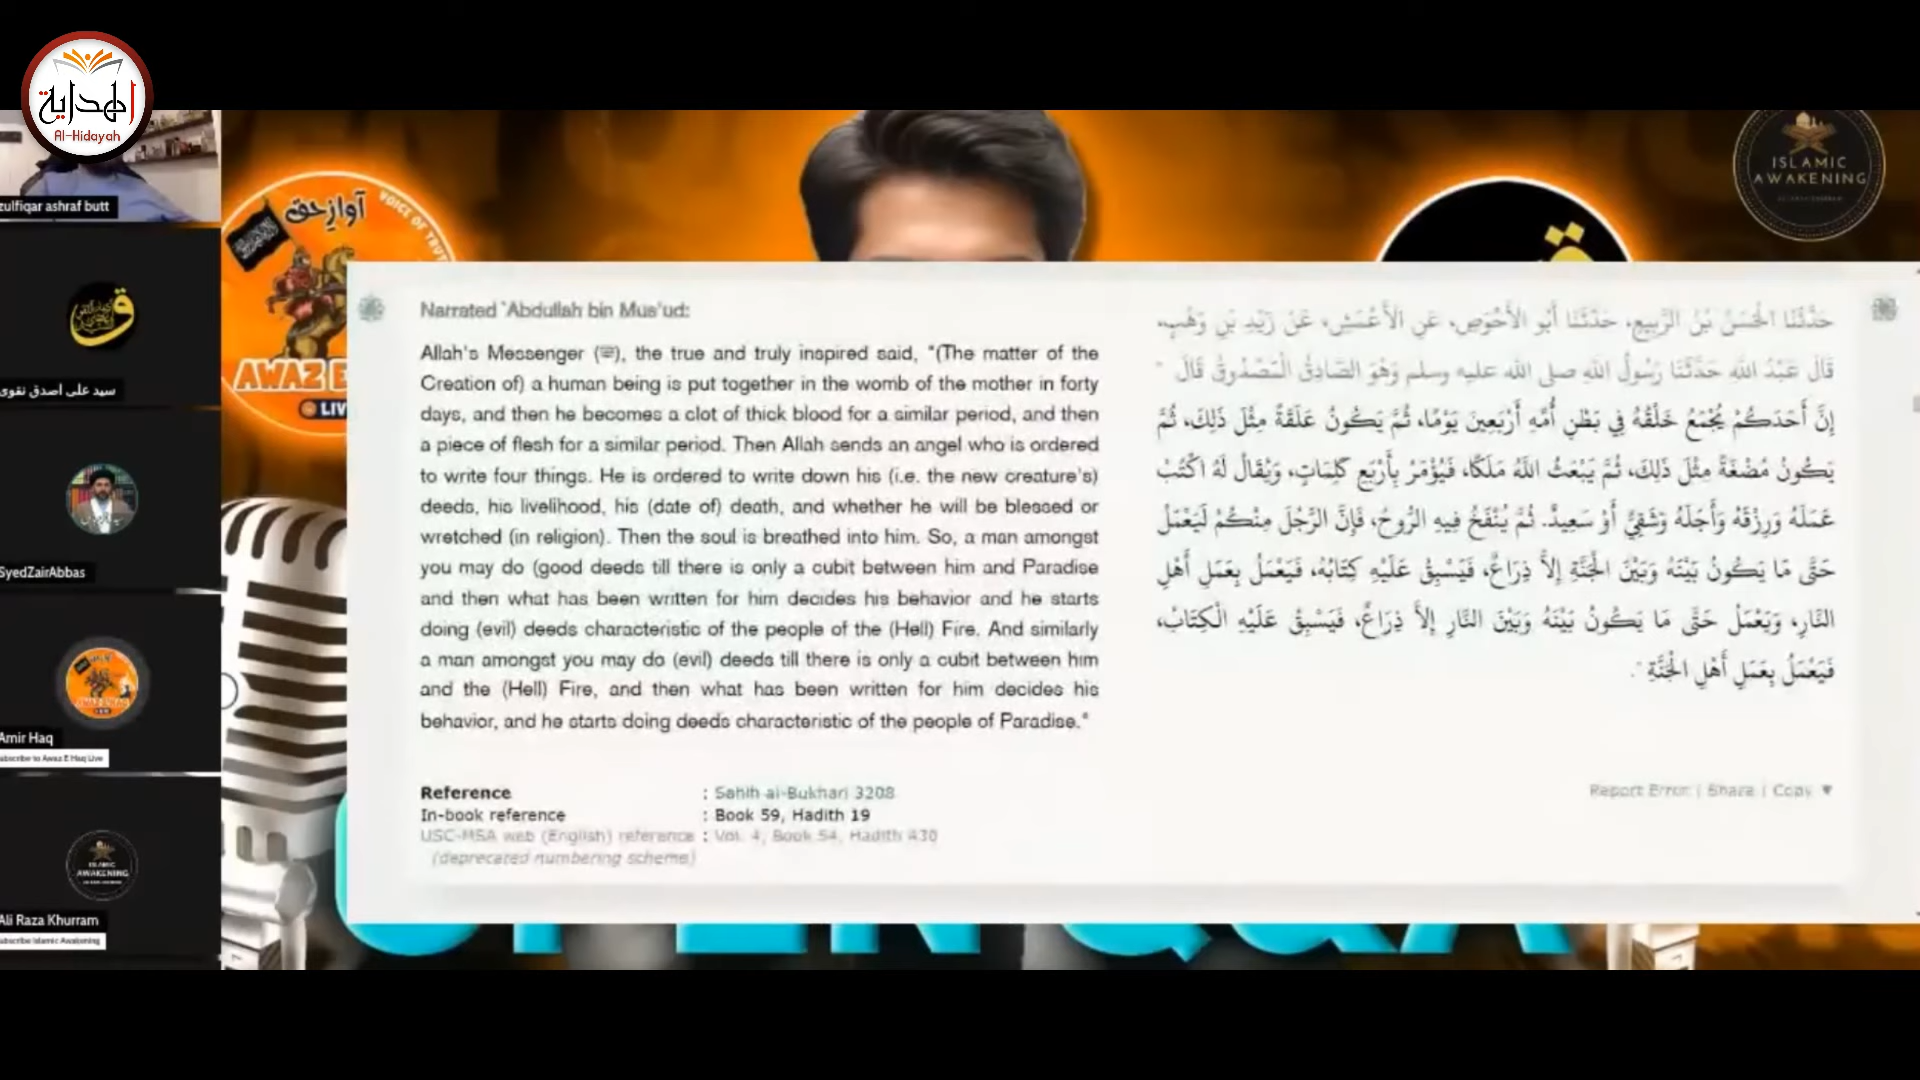 الهداية
Al-Hidayah
zulfiqar ashraf butt
سید علی اصدق نقوی
SyedZairAbbas
Amir Haq
ubscribe to Awaz E Haq Live
Ali Raza Khurram
ubscribe Islamic Awakening
آوازِحق
VOICE OF TRUT
AWAZ E
LIV
ISLAMIC
AWAKENING
ISLAMIC
AWAKENING
Narrated `Abdullah bin Mus'ud:
Allah's Messenger (ﷺ), the true and truly inspired said, "(The matter of the
Creation of) a human being is put together in the womb of the mother in forty
days, and then he becomes a clot of thick blood for a similar period, and then
a piece of flesh for a similar period. Then Allah sends an angel who is ordered
to write four things. He is ordered to write down his (i.e. the new creature's)
deeds, his livelihood, his (date of) death, and whether he will be blessed or
wretched (in religion). Then the soul is breathed into him. So, a man amongst
you may do (good deeds till there is only a cubit between him and Paradise
and then what has been written for him decides his behavior and he starts
doing (evil) deeds characteristic of the people of the (Hell) Fire. And similarly
a man amongst you may do (evil) deeds till there is only a cubit between him
and the (Hell) Fire, and then what has been written for him decides his
behavior, and he starts doing deeds characteristic of the people of Paradise."
حَدَّثَنَا الْحَسَنُ بْنُ الرَّبِيعِ، حَدَّثَنَا أَبُو الأَحْوَصِ، عَنِ الأَعْمَشِ، عَنْ زَيْدِ بْنِ وَهْبٍ،
قَالَ عَبْدُ اللَّهِ حَدَّثَنَا رَسُولُ اللَّهِ صلى الله عليه وسلم وَهْوَ الصَّادِقُ الْمَصْدُوقُ قَالَ "
إِنَّ أَحَدَكُمْ يُجْمَعُ خَلْقُهُ فِي بَطْنِ أُمِّهِ أَرْبَعِينَ يَوْمًا، ثُمَّ يَكُونُ عَلَقَةً مِثْلَ ذَلِكَ، ثُمَّ
يَكُونُ مُضْغَةً مِثْلَ ذَلِكَ، ثُمَّ يَبْعَثُ اللَّهُ مَلَكًا، فَيُؤْمَرُ بِأَرْبَعِ كَلِمَاتٍ، وَيُقَالُ لَهُ اكْتُبْ
عَمَلَهُ وَرِزْقَهُ وَأَجَلَهُ وَشَقِيٌّ أَوْ سَعِيدٌ. ثُمَّ يُنْفَخُ فِيهِ الرُّوحُ، فَإِنَّ الرَّجُلَ مِنْكُمْ لَيَعْمَلُ
حَتَّى مَا يَكُونُ بَيْنَهُ وَبَيْنَ الْجَنَّةِ إِلاَّ ذِرَاعٌ، فَيَسْبِقُ عَلَيْهِ كِتَابُهُ، فَيَعْمَلُ بِعَمَلِ أَهْلِ
النَّارِ، وَيَعْمَلُ حَتَّى مَا يَكُونُ بَيْنَهُ وَبَيْنَ النَّارِ إِلاَّ ذِرَاعٌ، فَيَسْبِقُ عَلَيْهِ الْكِتَابُ،
فَيَعْمَلُ بِعَمَلِ أَهْلِ الْجَنَّةِ ".
Reference : Sahih al-Bukhari 3208
In-book reference : Book 59, Hadith 19
USC-MSA web (English) reference : Vol. 4, Book 54, Hadith 430
(deprecated numbering scheme)
Report Error | Share | Copy ▼